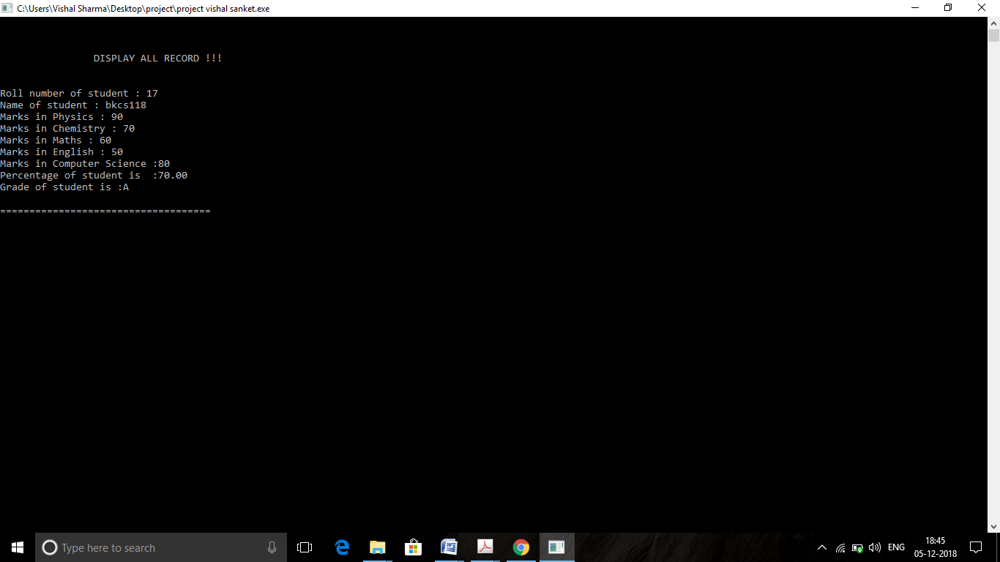 C:\Users\Vishal Sharma\Desktop\project\project vishal sanket.exe
DISPLAY ALL RECORD !!!
Roll number of student : 17
Name of student : bkcs118
Marks in Physics : 90
Marks in Chemistry : 70
Marks in Maths : 60
Marks in English : 50
Marks in Computer Science :80
Percentage of student is  :70.00
Grade of student is :A
====================================
Type here to search
ENG
18:45
05-12-2018